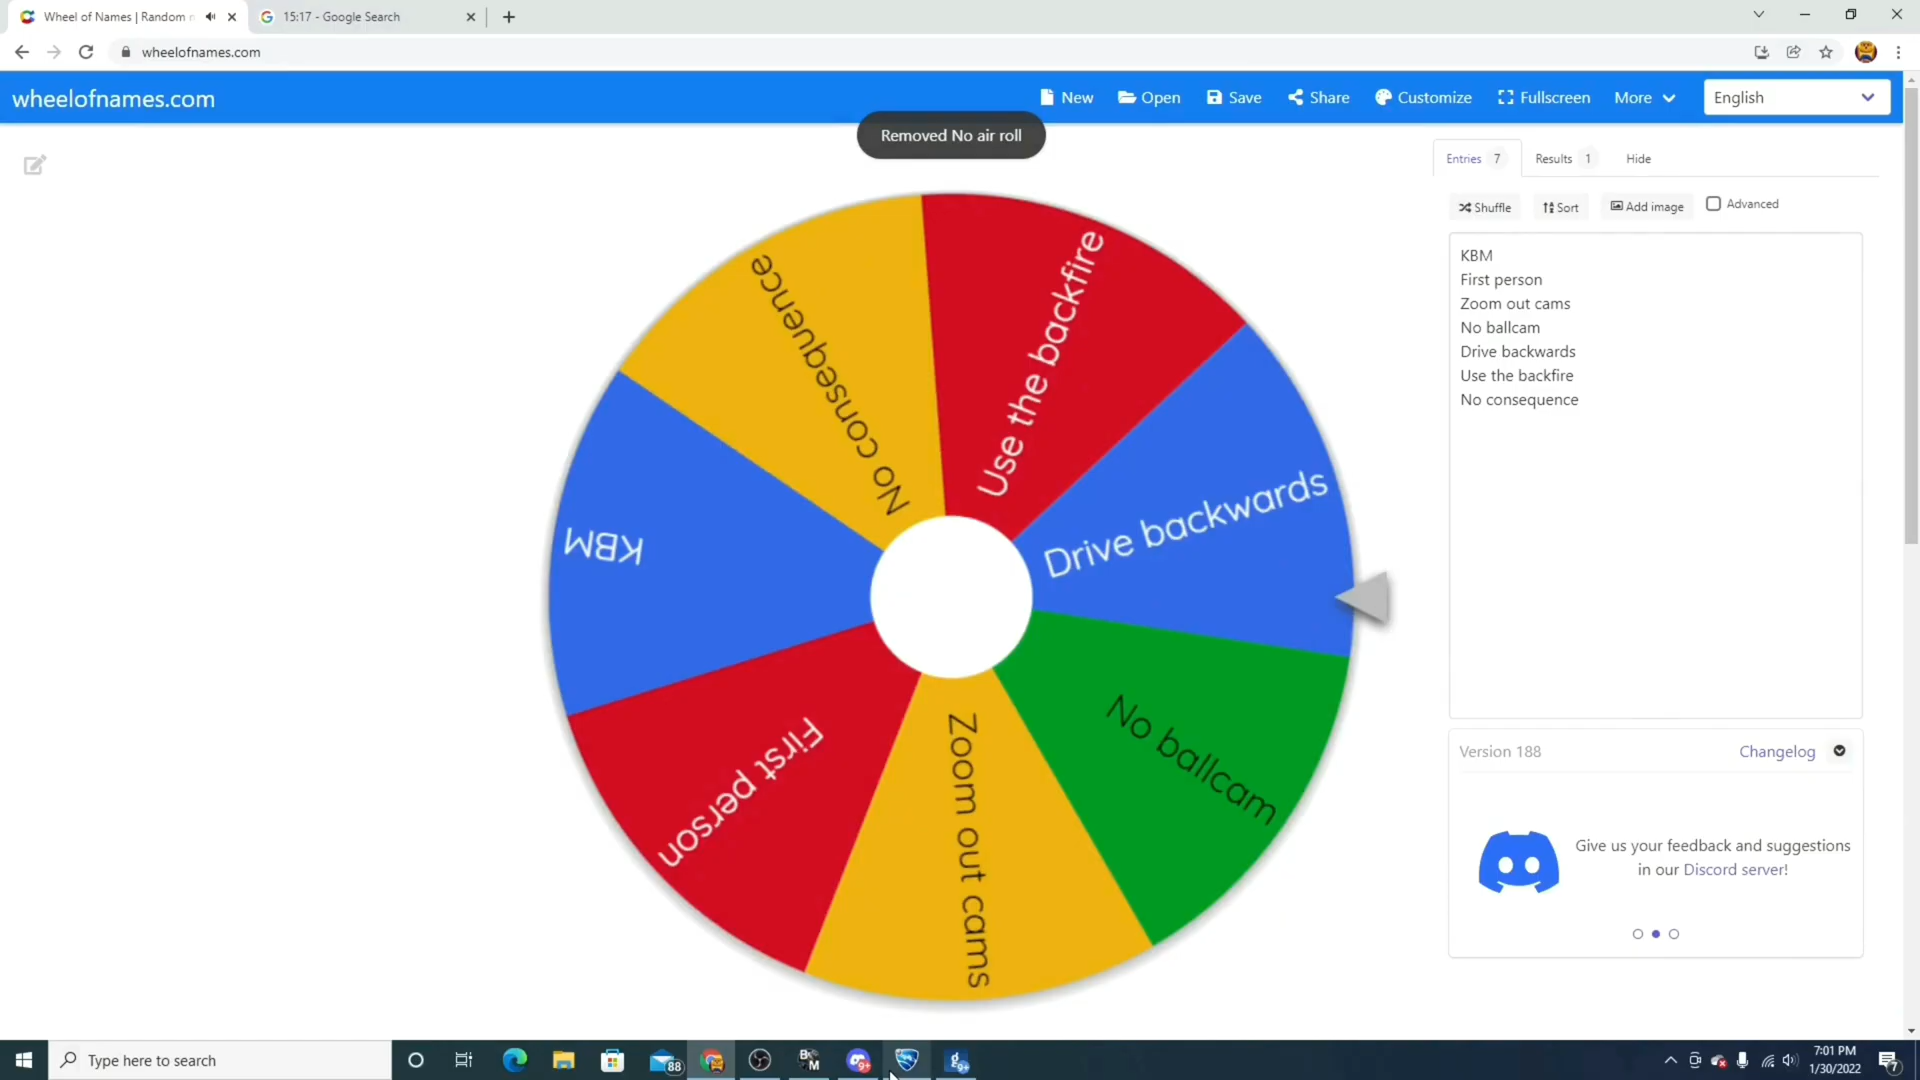 Wheel of Names | Random n
15:17 - Google Search
wheelofnames.com
wheelofnames.com
New
Open
Save
Share
Customize
Fullscreen
More
English
Removed No air roll
Entries 7
Results 1
Hide
Shuffle
Sort
Add image
Advanced
KBM
First person
Zoom out cams
No ballcam
Drive backwards
Use the backfire
No consequence
No consequence
Use the backfire
Drive backwards
KBM
First person
Zoom out cams
No ballcam
Version 188
Changelog
Give us your feedback and suggestions
in our Discord server!
Type here to search
88
9+
9+
7:01 PM
1/30/2022
7